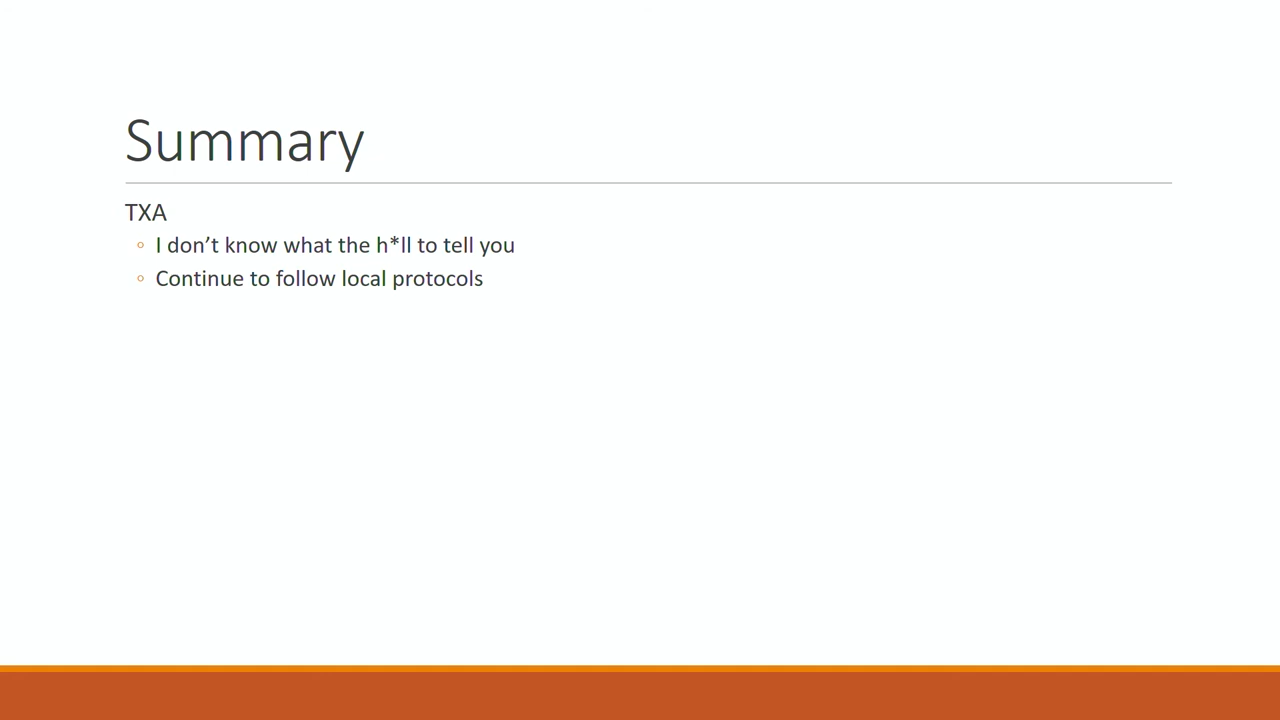 Summary
TXA
◦ I don’t know what the h*ll to tell you
◦ Continue to follow local protocols